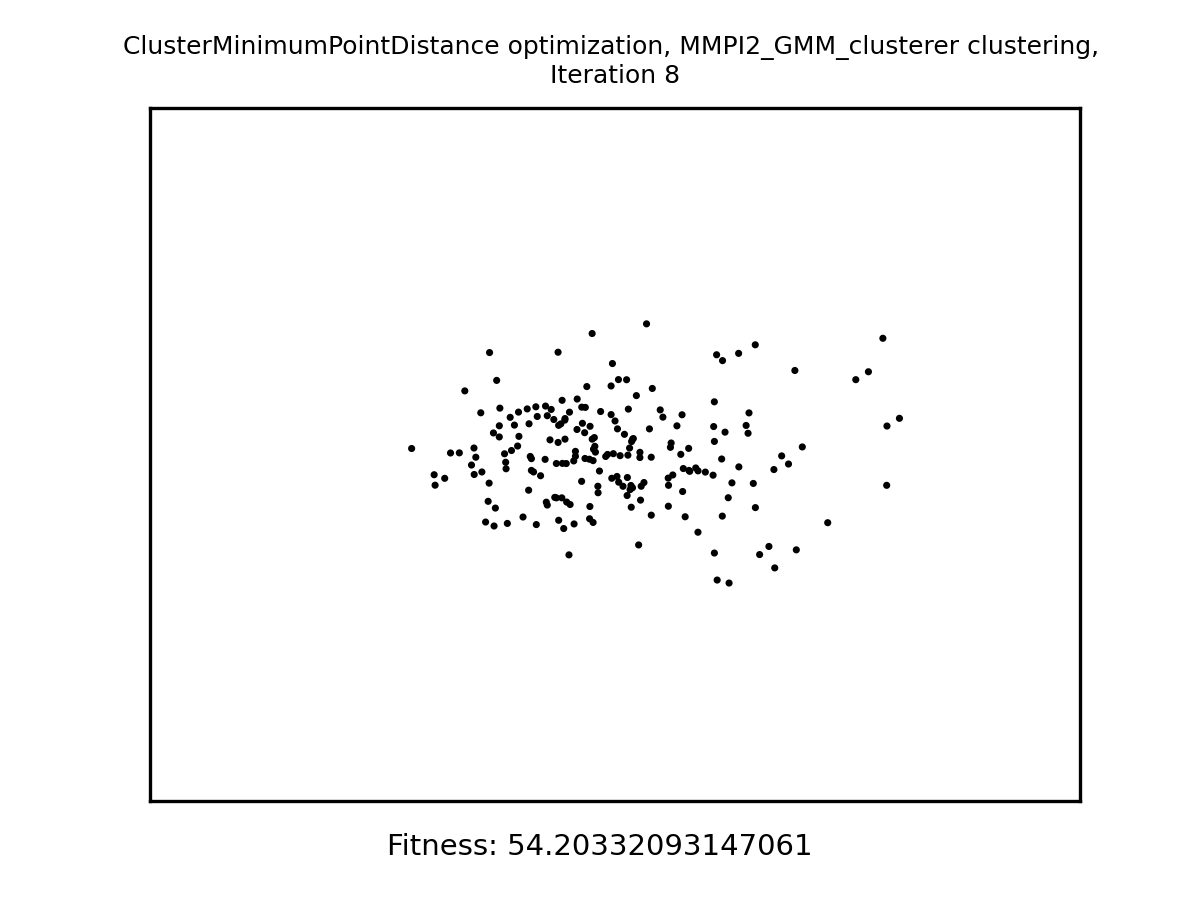 ClusterMinimumPointDistance optimization, MMPI2_GMM_clusterer clustering,
Iteration 8
Fitness: 54.20332093147061